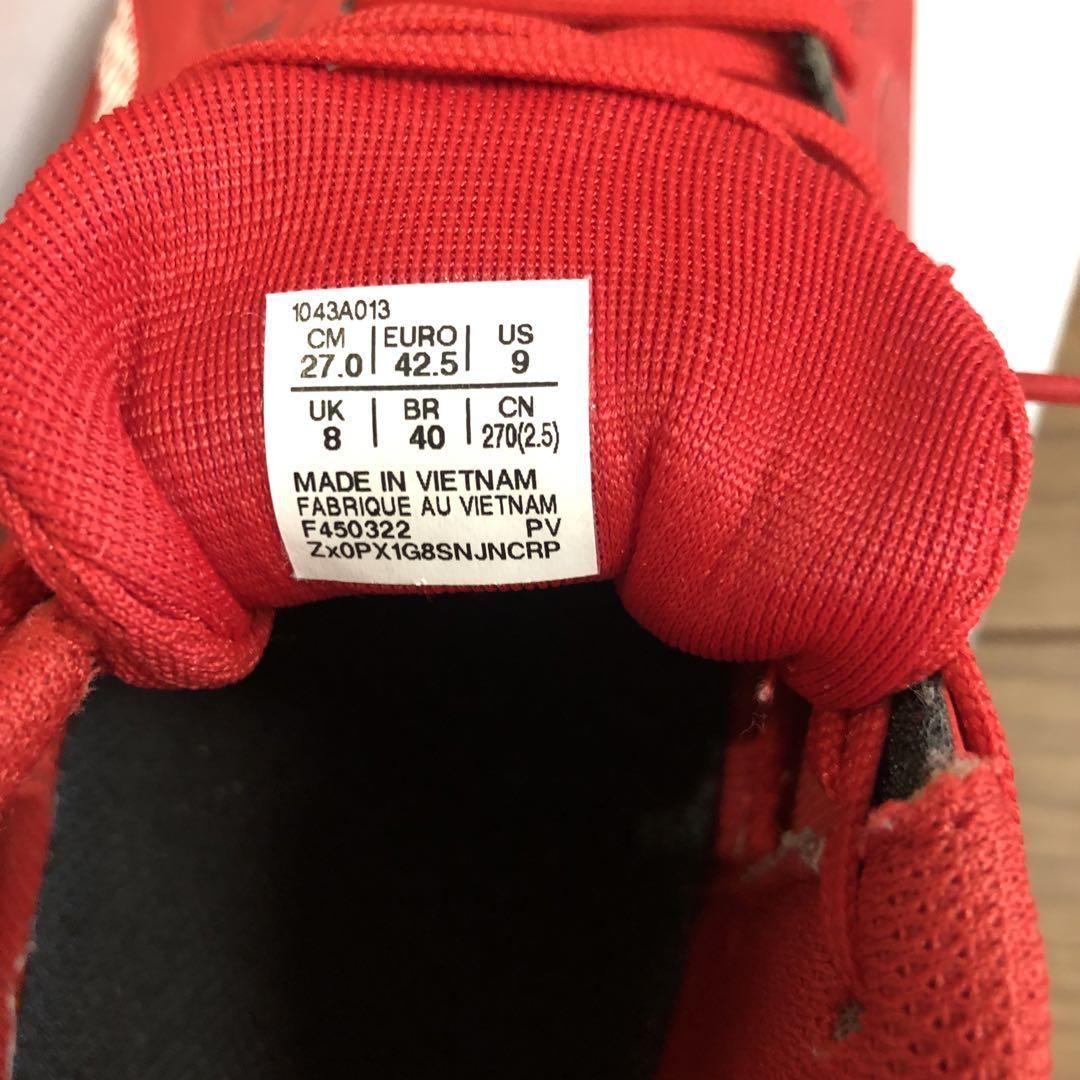 1043A013
CM | EURO | US
27.0 | 42.5 | 9
UK | BR | CN
8 | 40 | 270(2.5)
MADE IN VIETNAM
FABRIQUE AU VIETNAM
F450322 PV
Zx0PX1G8SNJNCRP